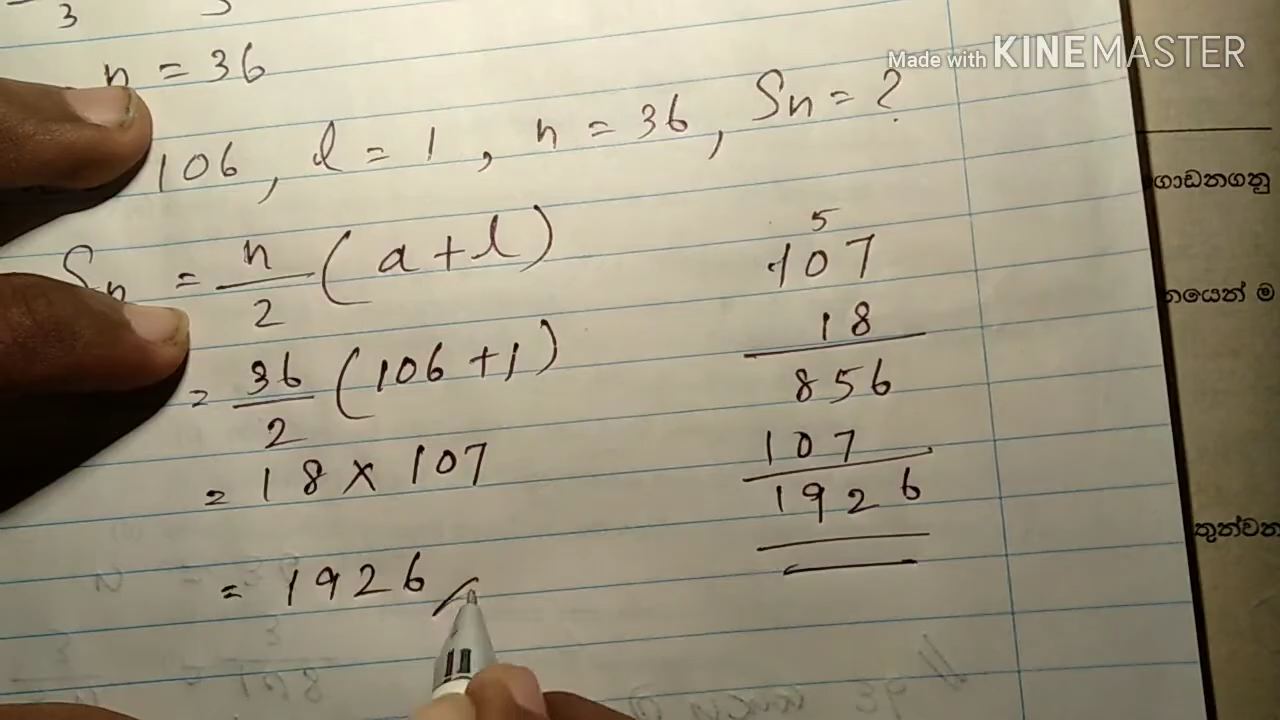 3
n = 36
Made with KINEMASTER
106, l = 1, n = 36, Sn = ?
Sn = n/2 (a + l)
= 36/2 (106 + 1)
= 18 × 107
= 1926
5
107
18
856
107
1926
ගාඩනගනු
නයෙන් ම
තුන්වන